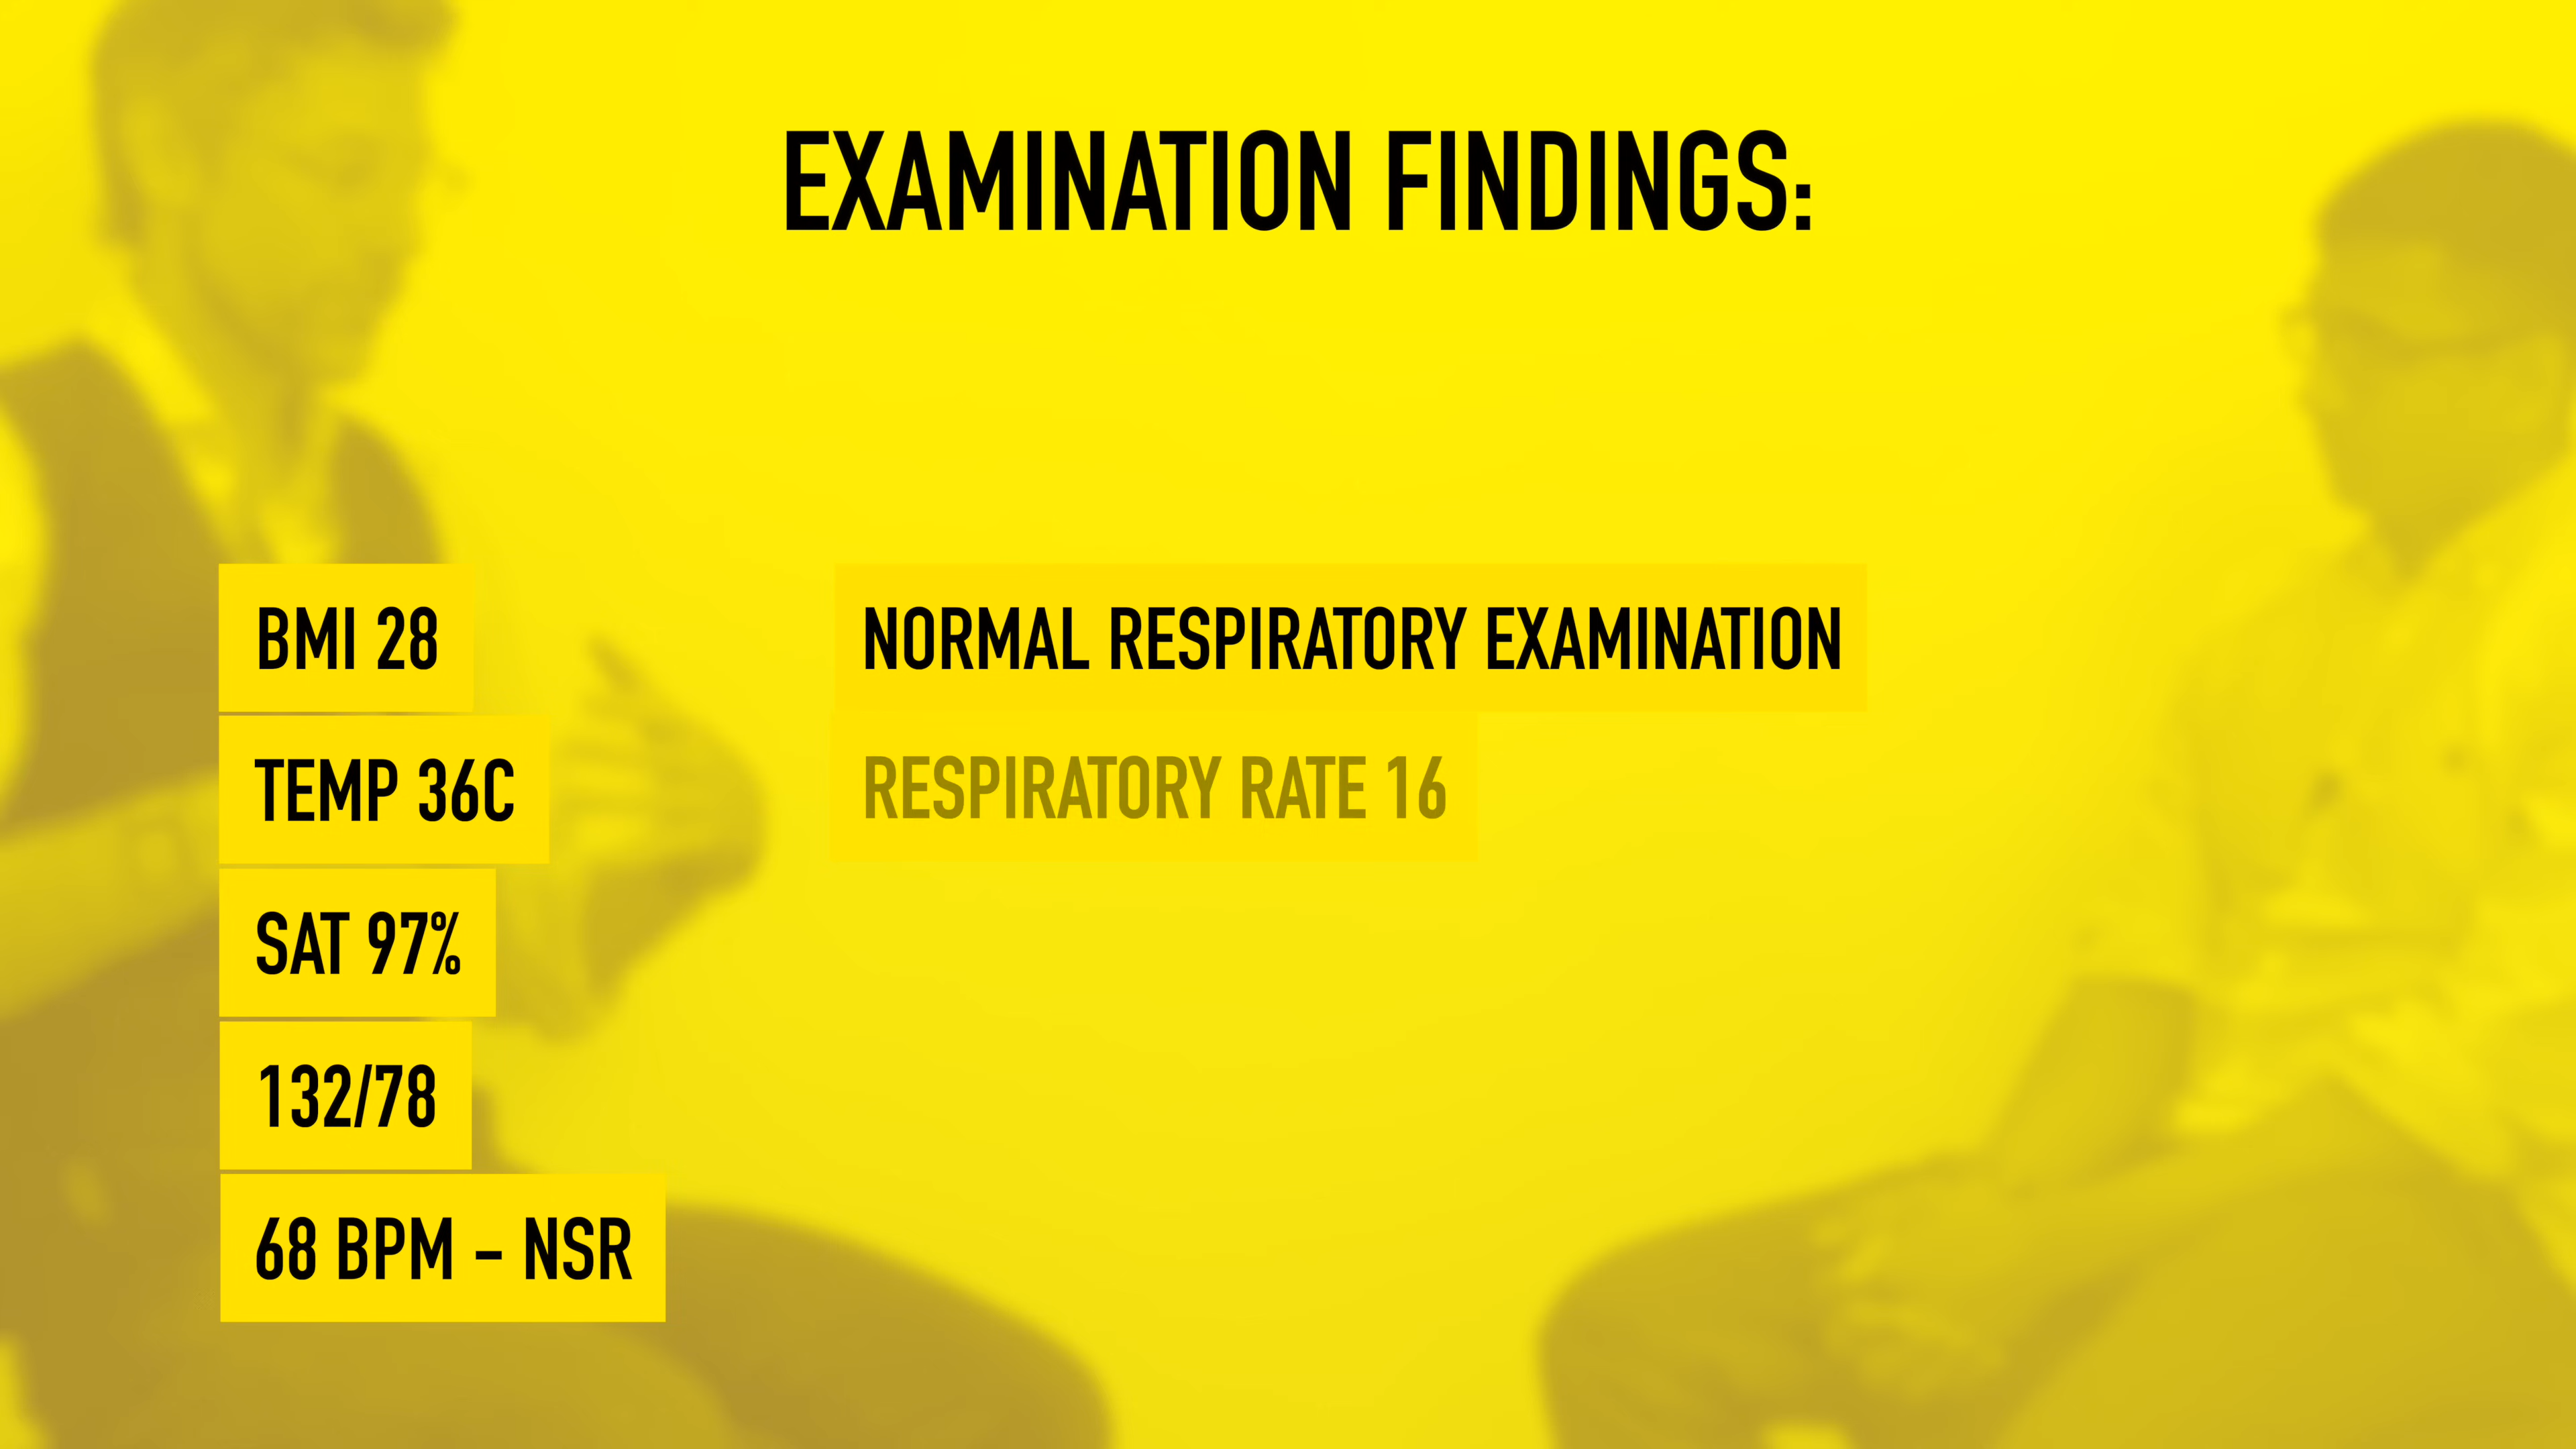 EXAMINATION FINDINGS:
BMI 28
TEMP 36C
SAT 97%
132/78
68 BPM – NSR
NORMAL RESPIRATORY EXAMINATION
RESPIRATORY RATE 16